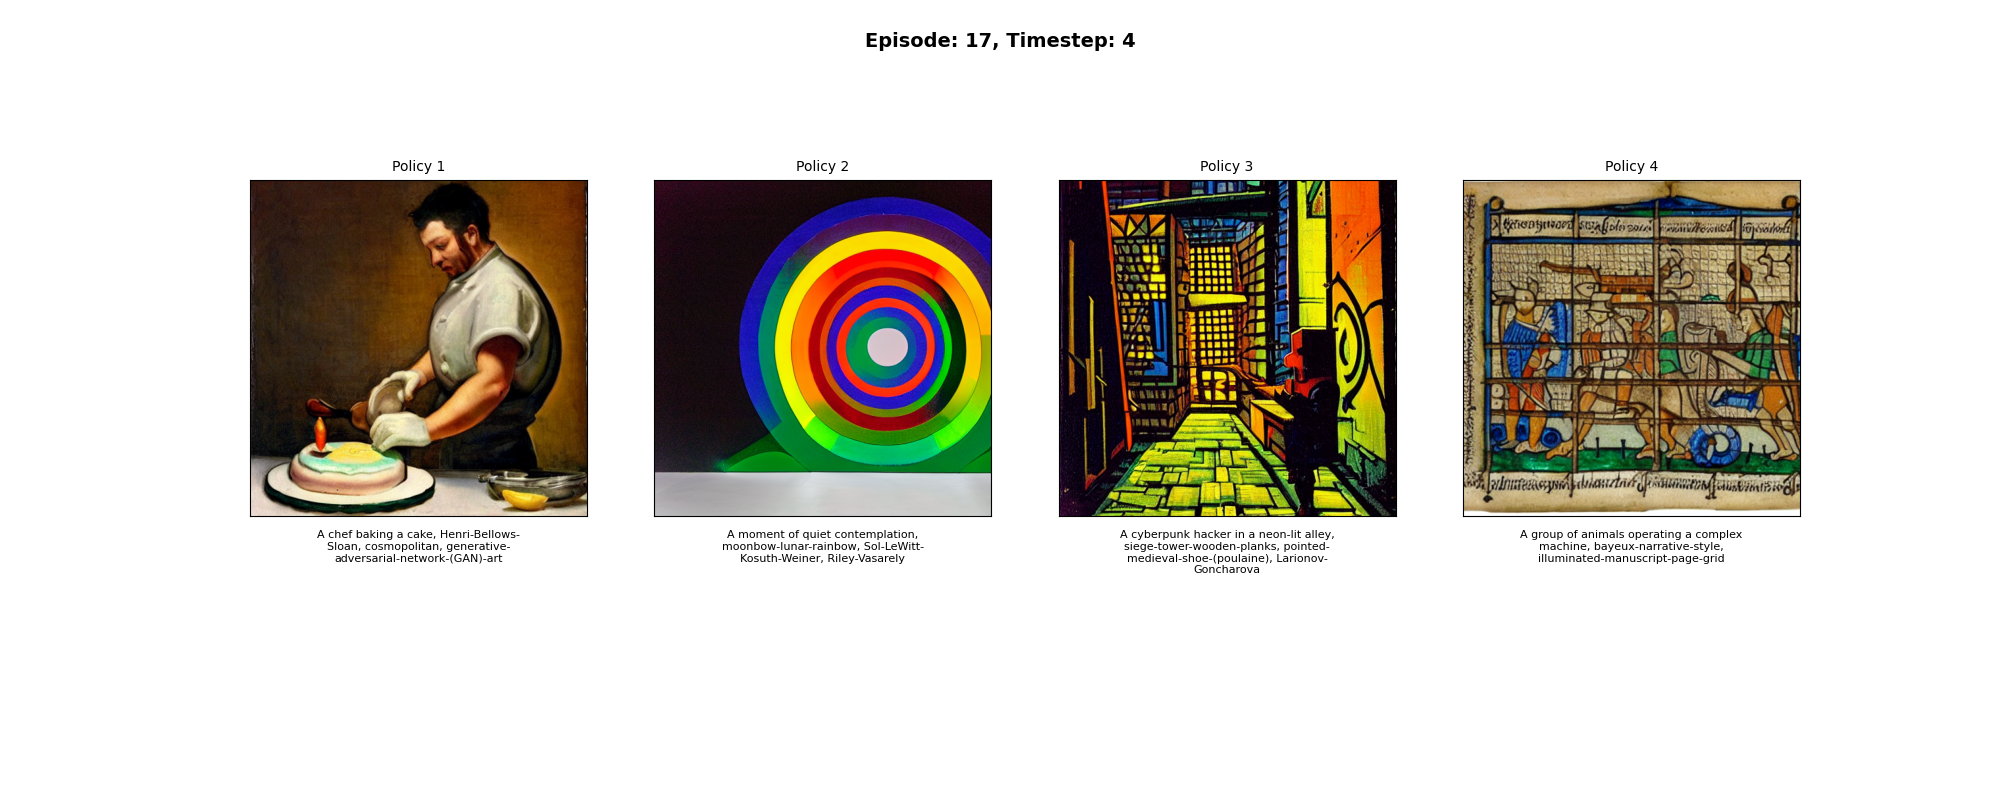 Episode: 17, Timestep: 4
Policy 1
Policy 2
Policy 3
Policy 4
A chef baking a cake, Henri-Bellows-
Sloan, cosmopolitan, generative-
adversarial-network-(GAN)-art
A moment of quiet contemplation,
moonbow-lunar-rainbow, Sol-LeWitt-
Kosuth-Weiner, Riley-Vasarely
A cyberpunk hacker in a neon-lit alley,
siege-tower-wooden-planks, pointed-
medieval-shoe-(poulaine), Larionov-
Goncharova
A group of animals operating a complex
machine, bayeux-narrative-style,
illuminated-manuscript-page-grid